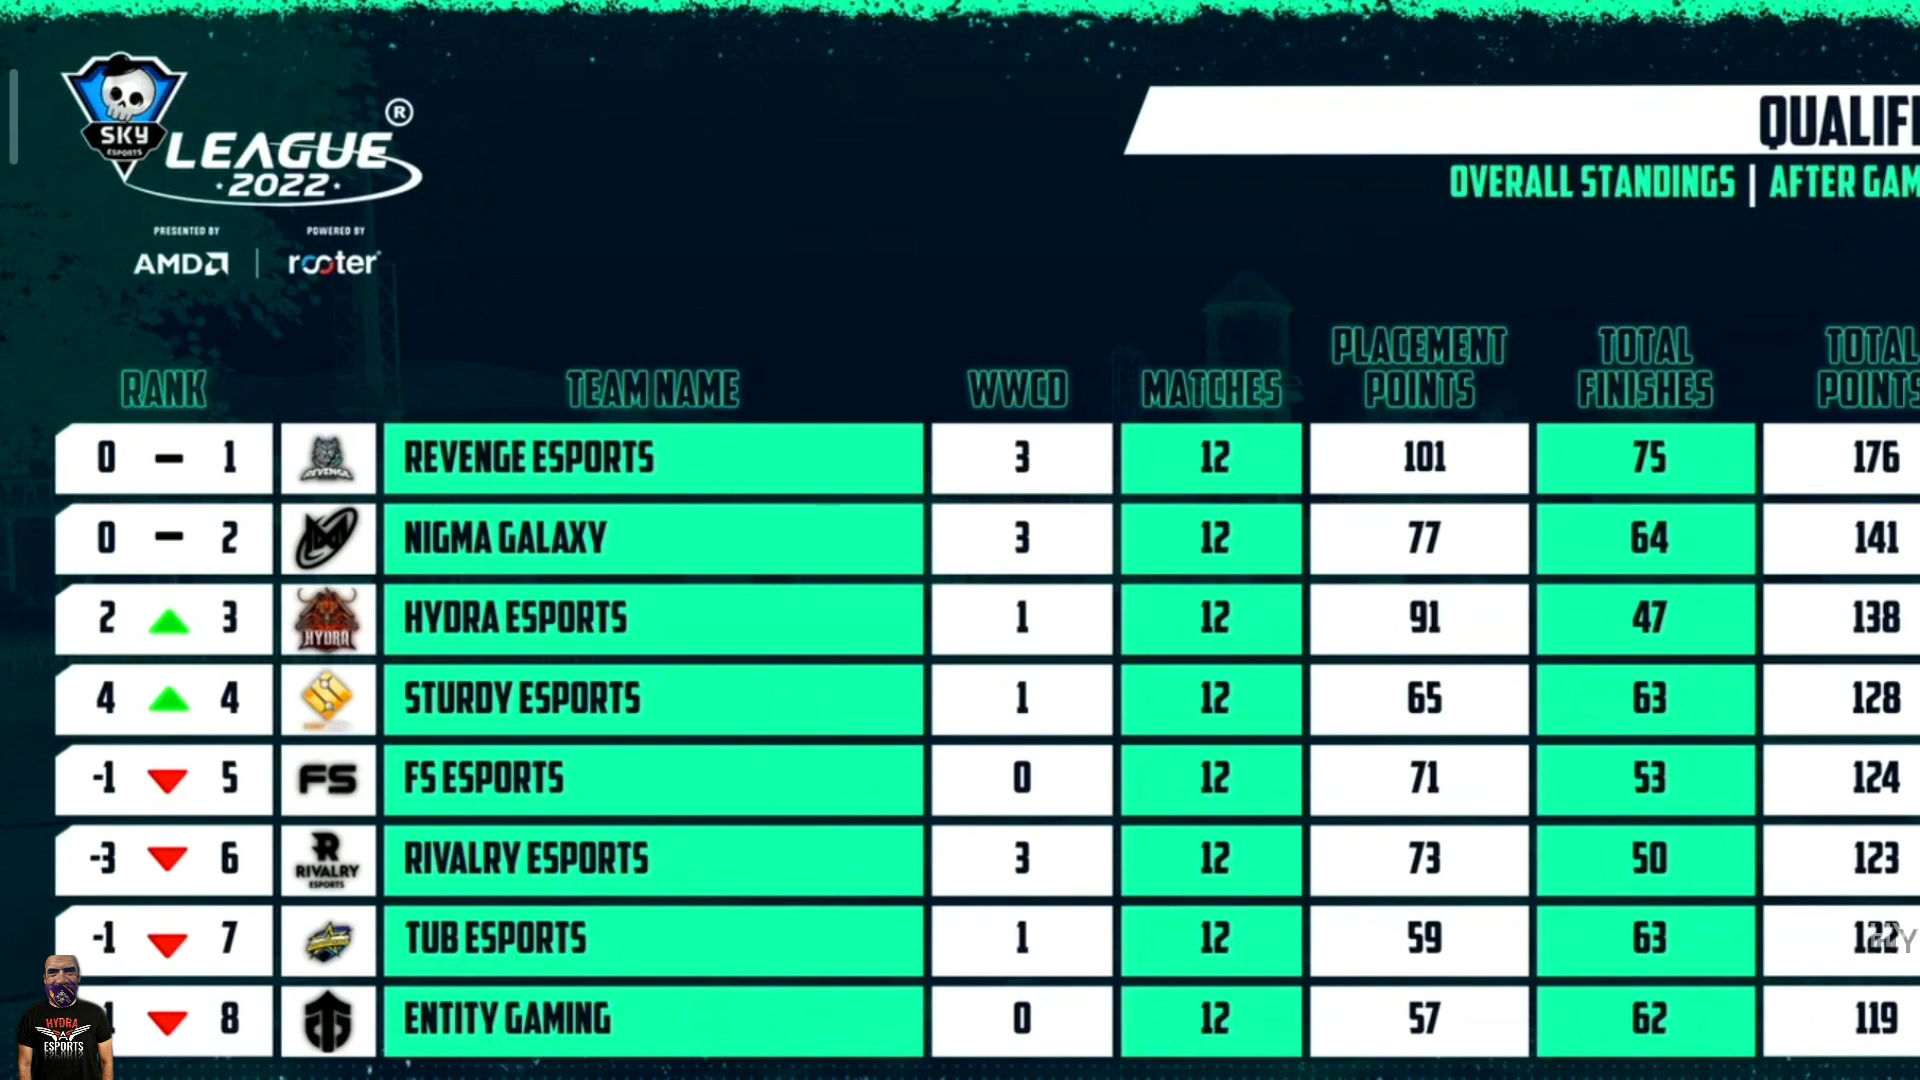 SKY
ESPORTS
LEAGUE ®
2022
PRESENTED BY
POWERED BY
AMD
rooter
QUALIF
OVERALL STANDINGS | AFTER GAM
RANK TEAM NAME WWCD MATCHES PLACEMENT POINTS TOTAL FINISHES TOTAL POINTS
0 1 REVENGE REVENGE ESPORTS 3 12 101 75 176
0 2 NIGMA GALAXY 3 12 77 64 141
2 3 HYDRA HYDRA ESPORTS 1 12 91 47 138
4 4 STURDY ESPORTS 1 12 65 63 128
-1 5 FS FS ESPORTS 0 12 71 53 124
-3 6 R RIVALRY ESPORTS RIVALRY ESPORTS 3 12 73 50 123
-1 7 TUB ESPORTS 1 12 59 63 122
8 ENTITY GAMING 0 12 57 62 119
HYDRA
ESPORTS